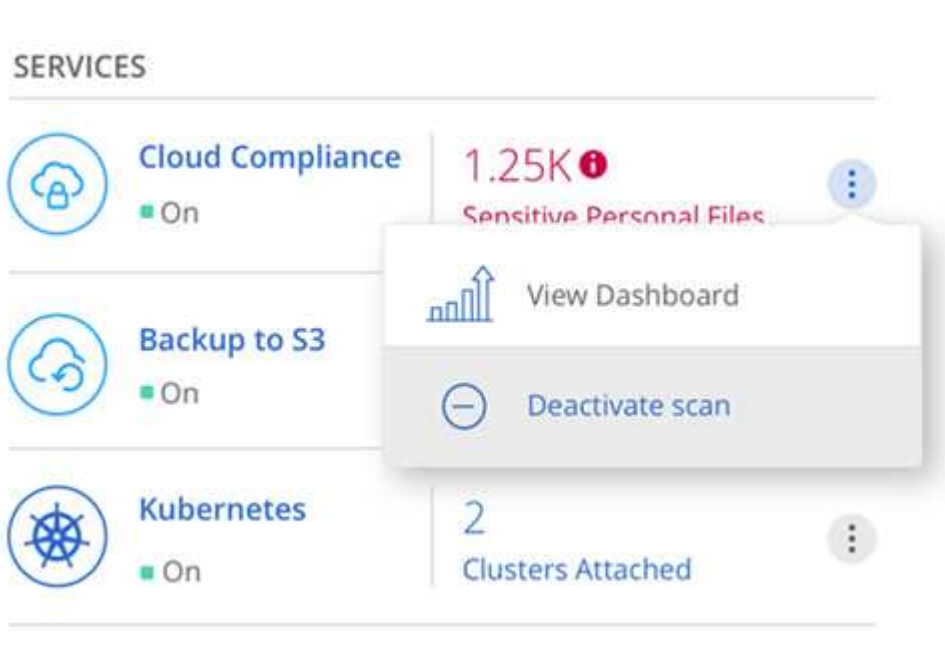 SERVICES
Cloud Compliance
On
1.25K
Sensitive Personal Files
View Dashboard
Deactivate scan
Backup to S3
On
Kubernetes
On
2
Clusters Attached